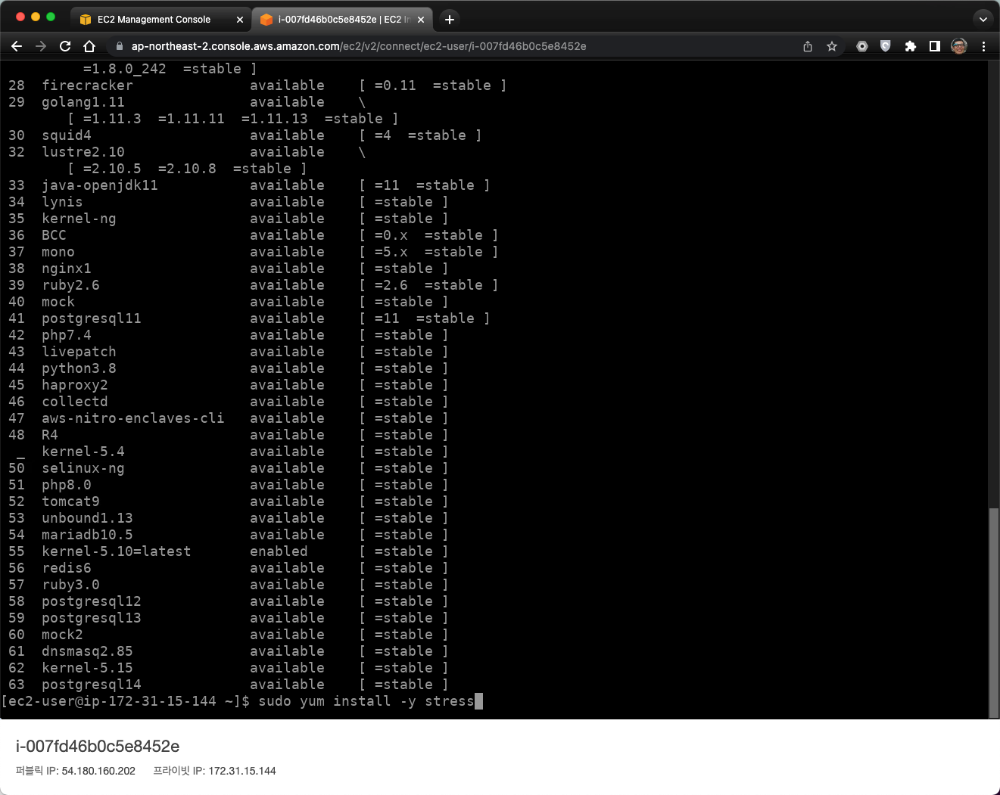 EC2 Management Console
i-007fd46b0c5e8452e | EC2 In
ap-northeast-2.console.aws.amazon.com/ec2/v2/connect/ec2-user/i-007fd46b0c5e8452e
=1.8.0_242  =stable ]
28  firecracker              available    [ =0.11  =stable ]
29  golang1.11               available    \
[ =1.11.3  =1.11.11  =1.11.13  =stable ]
30  squid4                   available    [ =4  =stable ]
32  lustre2.10               available    \
[ =2.10.5  =2.10.8  =stable ]
33  java-openjdk11           available    [ =11  =stable ]
34  lynis                    available    [ =stable ]
35  kernel-ng                available    [ =stable ]
36  BCC                      available    [ =0.x  =stable ]
37  mono                     available    [ =5.x  =stable ]
38  nginx1                   available    [ =stable ]
39  ruby2.6                  available    [ =2.6  =stable ]
40  mock                     available    [ =stable ]
41  postgresql11             available    [ =11  =stable ]
42  php7.4                   available    [ =stable ]
43  livepatch                available    [ =stable ]
44  python3.8                available    [ =stable ]
45  haproxy2                 available    [ =stable ]
46  collectd                 available    [ =stable ]
47  aws-nitro-enclaves-cli   available    [ =stable ]
48  R4                       available    [ =stable ]
_  kernel-5.4               available    [ =stable ]
50  selinux-ng               available    [ =stable ]
51  php8.0                   available    [ =stable ]
52  tomcat9                  available    [ =stable ]
53  unbound1.13              available    [ =stable ]
54  mariadb10.5              available    [ =stable ]
55  kernel-5.10=latest       enabled      [ =stable ]
56  redis6                   available    [ =stable ]
57  ruby3.0                  available    [ =stable ]
58  postgresql12             available    [ =stable ]
59  postgresql13             available    [ =stable ]
60  mock2                    available    [ =stable ]
61  dnsmasq2.85              available    [ =stable ]
62  kernel-5.15              available    [ =stable ]
63  postgresql14             available    [ =stable ]
[ec2-user@ip-172-31-15-144 ~]$ sudo yum install -y stress
i-007fd46b0c5e8452e
퍼블릭 IP: 54.180.160.202 프라이빗 IP: 172.31.15.144